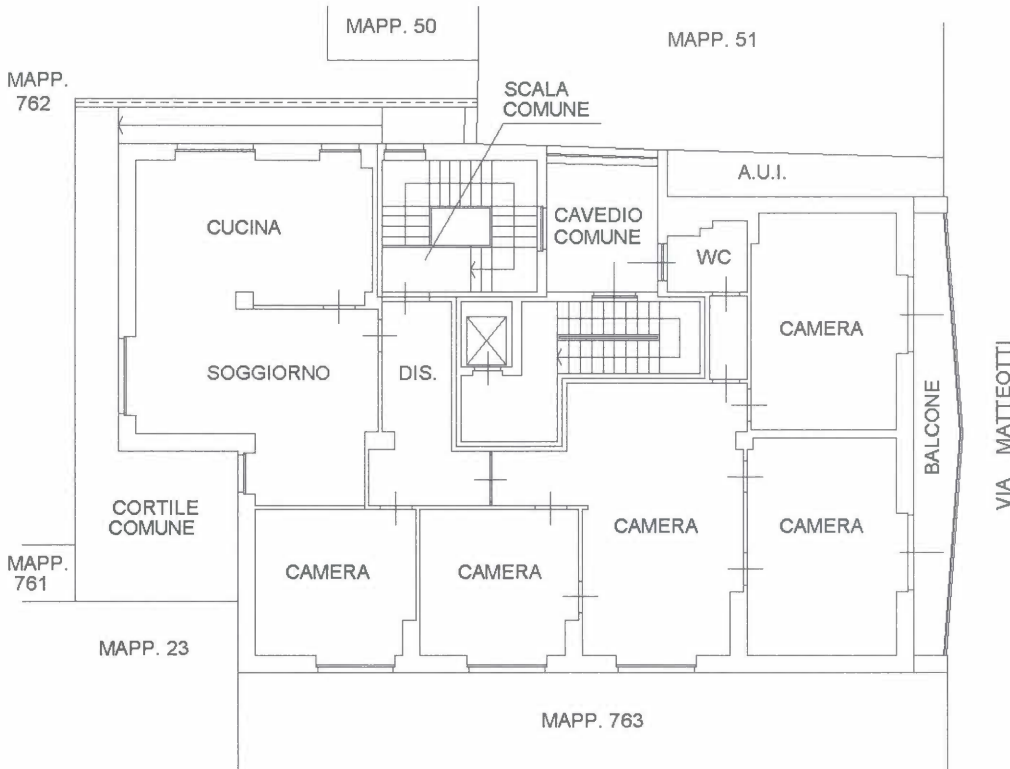 MAPP. 50
MAPP. 51
MAPP.
762
SCALA
COMUNE
A.U.I.
CUCINA
CAVEDIO
COMUNE
WC
CAMERA
SOGGIORNO
DIS.
BALCONE
VIA MATTEOTTI
CORTILE
COMUNE
CAMERA
CAMERA
MAPP.
761
CAMERA
CAMERA
MAPP. 23
MAPP. 763